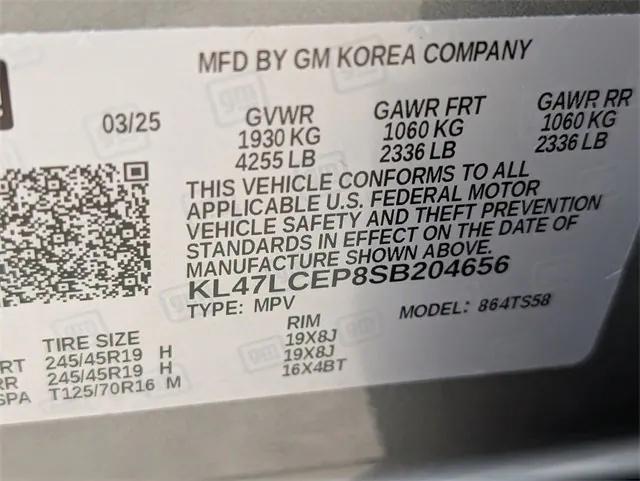 MFD BY GM KOREA COMPANY
03/25
GVWR
1930 KG
4255 LB
GAWR FRT
1060 KG
2336 LB
GAWR RR
1060 KG
2336 LB
THIS VEHICLE CONFORMS TO ALL
APPLICABLE U.S. FEDERAL MOTOR
VEHICLE SAFETY AND THEFT PREVENTION
STANDARDS IN EFFECT ON THE DATE OF
MANUFACTURE SHOWN ABOVE.
KL47LCEP8SB204656
TYPE: MPV
MODEL: 864TS58
TIRE SIZE
RIM
RT 245/45R19 H 19X8J
RR 245/45R19 H 19X8J
SPA T125/70R16 M 16X4BT
gm